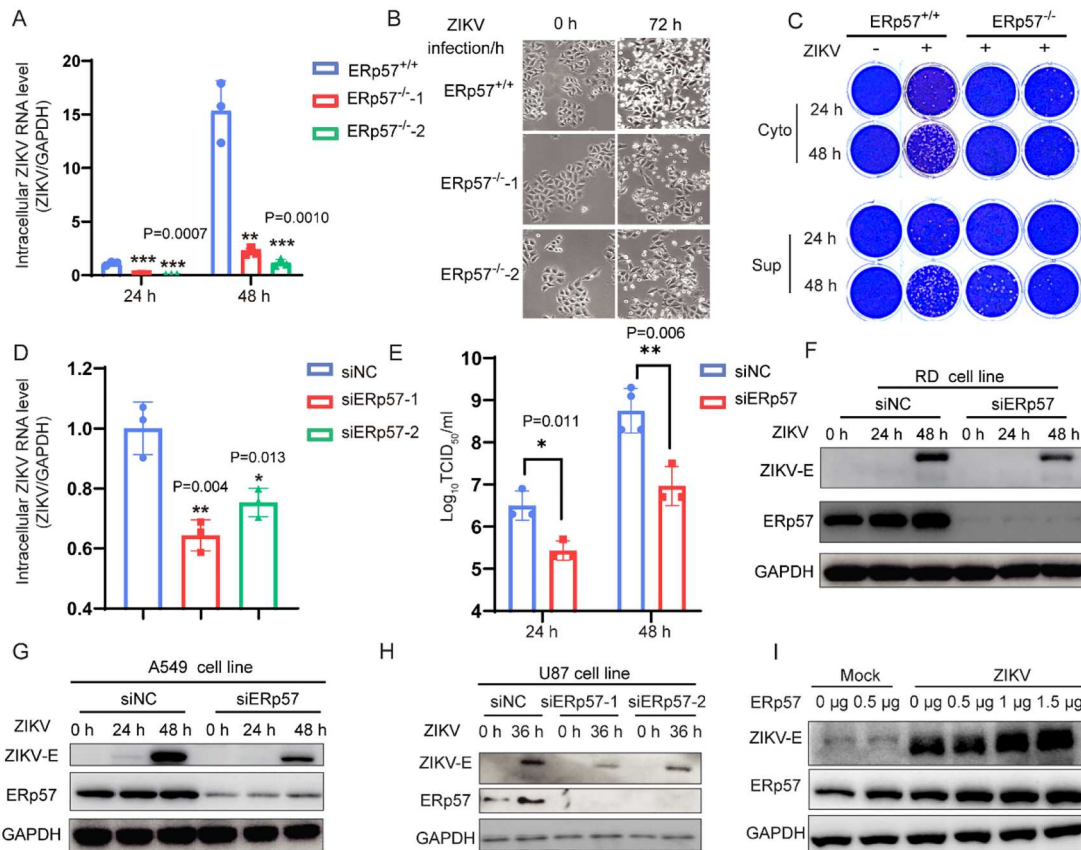 A
Intracellular ZIKV RNA level
(ZIKV/GAPDH)
20
15
10
5
0
ERp57+/+
ERp57-/--1
ERp57-/--2
P=0.0007
P=0.0010
***
***
**
***
24 h
48 h
B
ZIKV
infection/h
0 h
72 h
ERp57+/+
ERp57-/--1
ERp57-/--2
C
ERp57+/+
ERp57-/-
ZIKV
-
+
+
+
24 h
Cyto
48 h
24 h
Sup
48 h
D
Intracellular ZIKV RNA level
(ZIKV/GAPDH)
1.2
1.0
0.8
0.6
0.4
siNC
siERp57-1
siERp57-2
P=0.004
**
P=0.013
*
E
Log10TCID50/ml
10
9
8
7
6
5
4
P=0.006
**
P=0.011
*
siNC
siERp57
24 h
48 h
F
RD cell line
siNC siERp57
ZIKV 0 h 24 h 48 h 0 h 24 h 48 h
ZIKV-E
ERp57
GAPDH
G
A549 cell line
siNC siERp57
ZIKV 0 h 24 h 48 h 0 h 24 h 48 h
ZIKV-E
ERp57
GAPDH
H
U87 cell line
siNC siERp57-1 siERp57-2
ZIKV 0 h 36 h 0 h 36 h 0 h 36 h
ZIKV-E
ERp57
GAPDH
I
Mock ZIKV
ERp57 0 µg 0.5 µg 0 µg 0.5 µg 1 µg 1.5 µg
ZIKV-E
ERp57
GAPDH